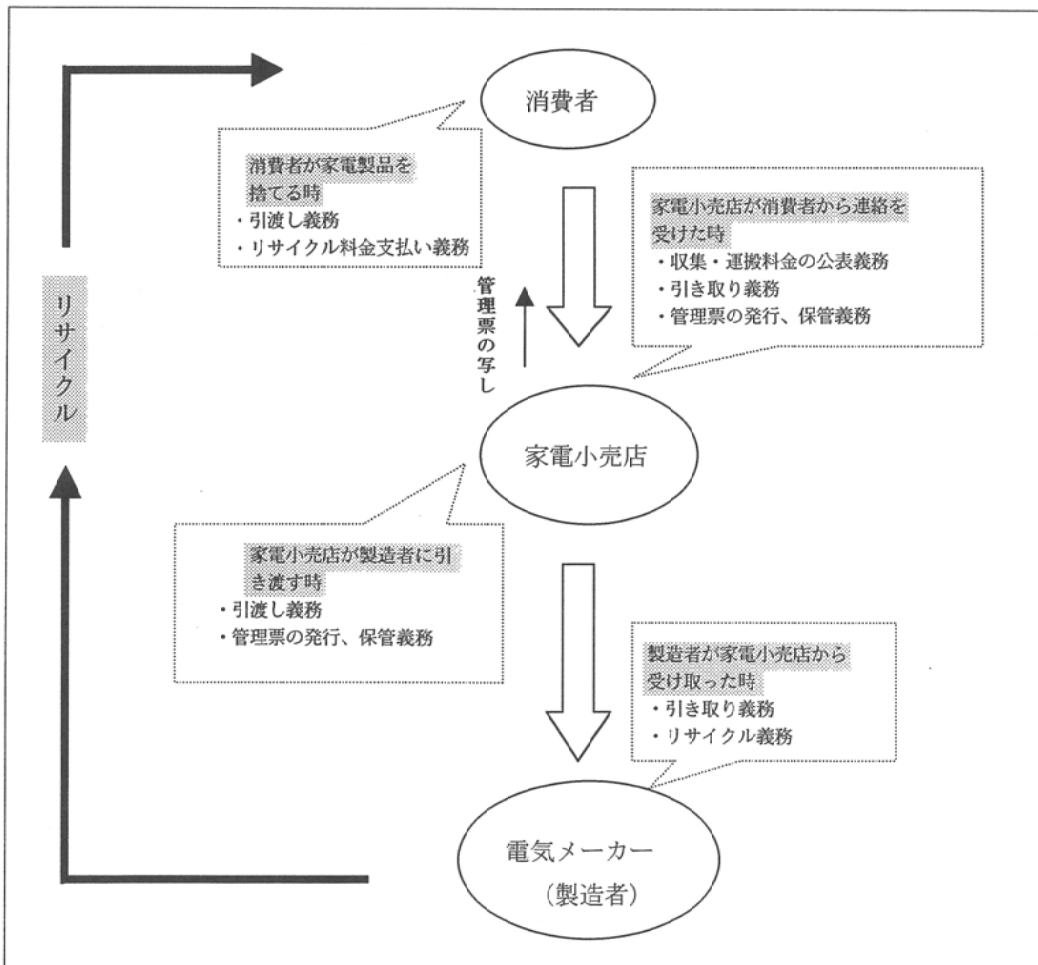 消費者
消費者が家電製品を
捨てる時
・引渡し義務
・リサイクル料金支払い義務
家電小売店が消費者から連絡を
受けた時
・収集・運搬料金の公表義務
・引き取り義務
・管理票の発行、保管義務
管理票の写し
リサイクル
家電小売店
家電小売店が製造者に引
き渡す時
・引渡し義務
・管理票の発行、保管義務
製造者が家電小売店から
受け取った時
・引き取り義務
・リサイクル義務
電気メーカー
（製造者）